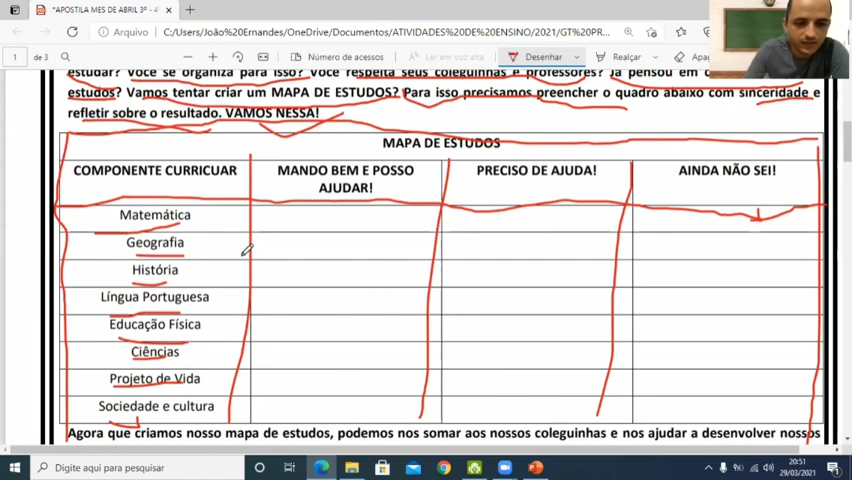 *APOSTILA MES DE ABRIL 3º - 4º
Arquivo
C:/Users/João%20Ernandes/OneDrive/Documentos/ATIVIDADES%20DE%20ENSINO/2021/GT%20PR...
1 de 3
Número de acessos
Ler em voz alta
Desenhar
Realçar
Apag
estudar? Você se organiza para isso? Você respeita seus coleguinhas e professores? Já pensou em
estudos? Vamos tentar criar um MAPA DE ESTUDOS? Para isso precisamos preencher o quadro abaixo com sinceridade e
refletir sobre o resultado. VAMOS NESSA!
MAPA DE ESTUDOS
COMPONENTE CURRICUAR MANDO BEM E POSSO PRECISO DE AJUDA! AINDA NÃO SEI!
AJUDAR!
Matemática
Geografia
História
Língua Portuguesa
Educação Física
Ciências
Projeto de Vida
Sociedade e cultura
Agora que criamos nosso mapa de estudos, podemos nos somar aos nossos coleguinhas e nos ajudar a desenvolver nossos
Digite aqui para pesquisar
20:51
29/03/2021